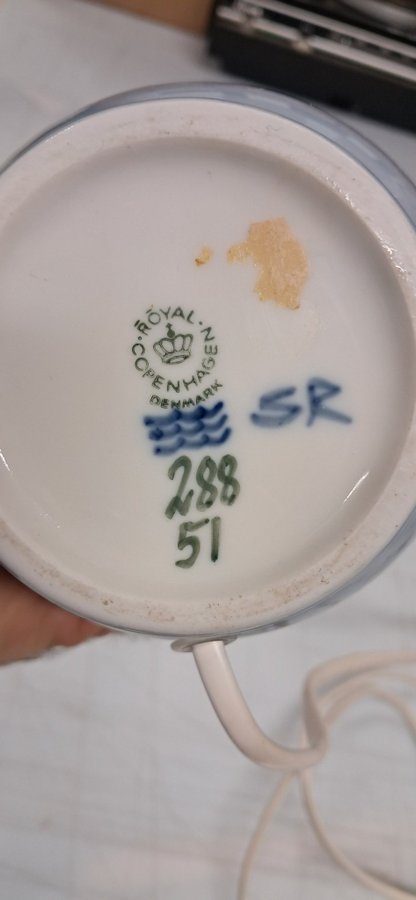 ROYAL·
COPENHAGEN·
DENMARK
SR
288
51